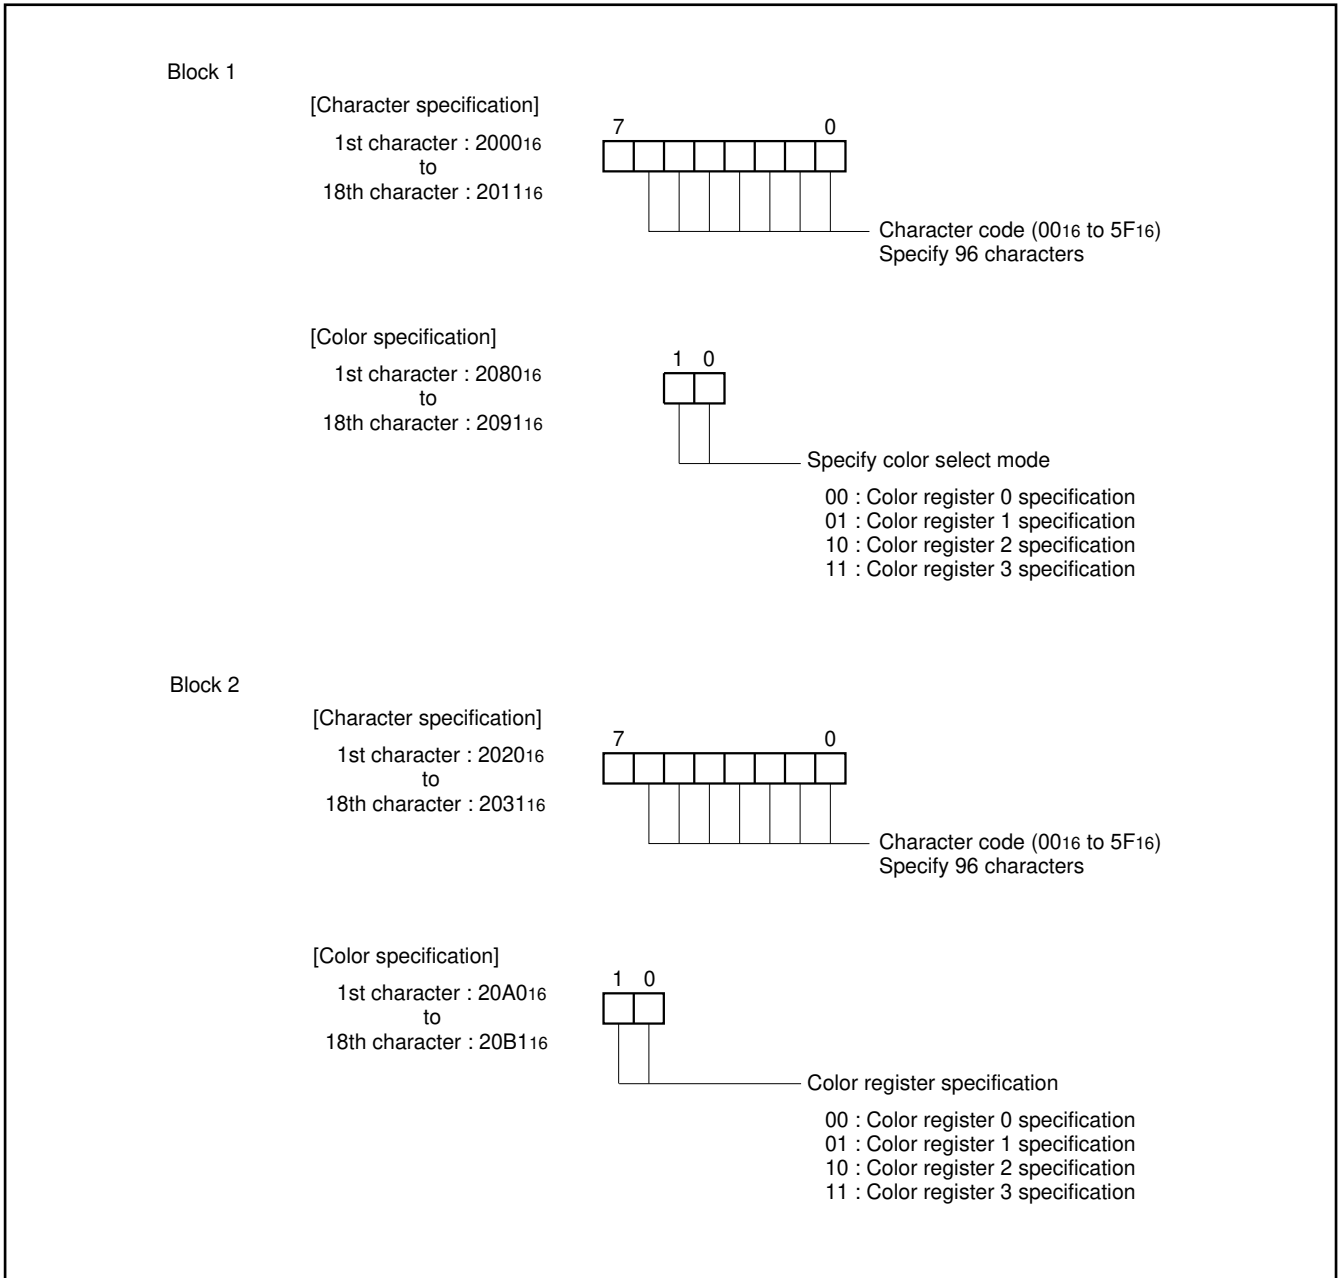 Block 1
[Character specification]
1st character : 200016
to
18th character : 201116
7 0
Character code (0016 to 5F16)
Specify 96 characters
[Color specification]
1st character : 208016
to
18th character : 209116
1 0
Specify color select mode
00 : Color register 0 specification
01 : Color register 1 specification
10 : Color register 2 specification
11 : Color register 3 specification
Block 2
[Character specification]
1st character : 202016
to
18th character : 203116
7 0
Character code (0016 to 5F16)
Specify 96 characters
[Color specification]
1st character : 20A016
to
18th character : 20B116
1 0
Color register specification
00 : Color register 0 specification
01 : Color register 1 specification
10 : Color register 2 specification
11 : Color register 3 specification